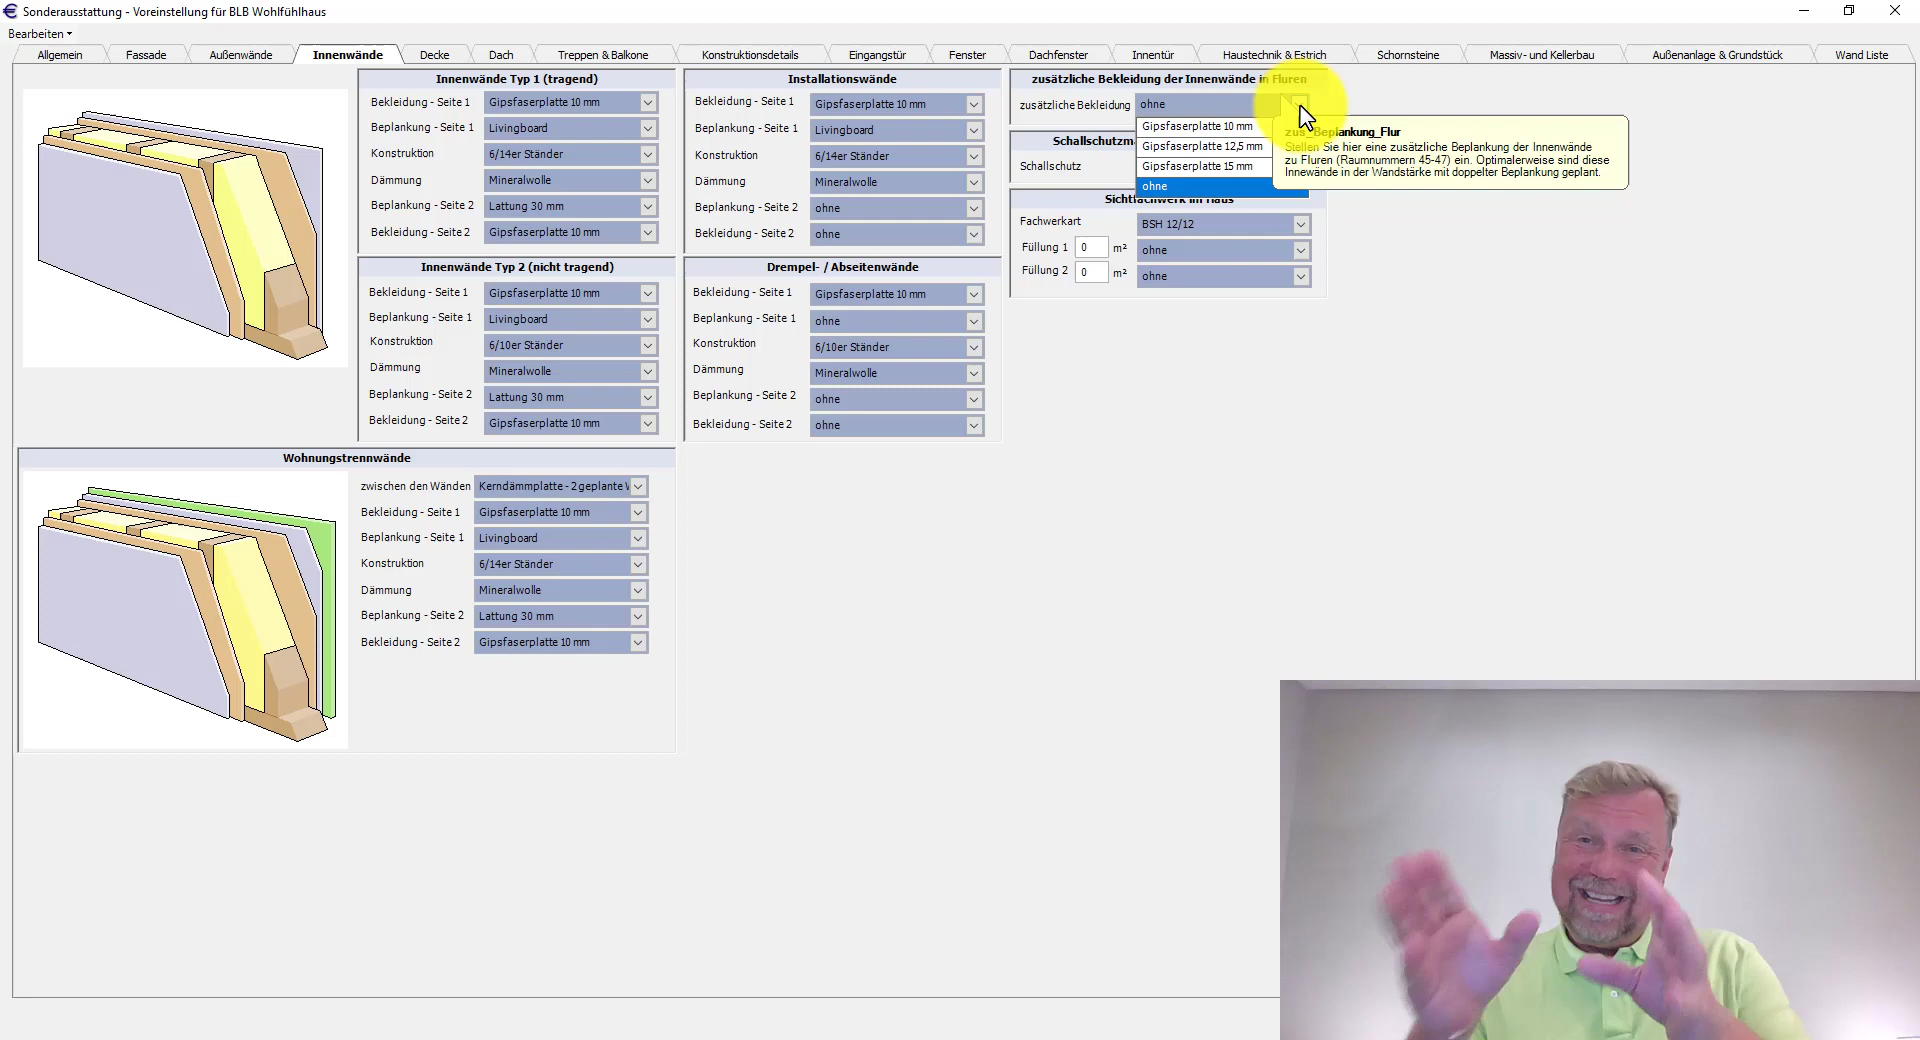 Sonderausstattung - Voreinstellung für BLB Wohlfühlhaus
Bearbeiten
Allgemein
Fassade
Außenwände
Innenwände
Decke
Dach
Treppen & Balkone
Konstruktionsdetails
Eingangstür
Fenster
Dachfenster
Innentür
Haustechnik & Estrich
Schornsteine
Massiv- und Kellerbau
Außenanlage & Grundstück
Wand Liste
Innenwände Typ 1 (tragend)
Bekleidung - Seite 1 Gipsfaserplatte 10 mm
Beplankung - Seite 1 Livingboard
Konstruktion 6/14er Ständer
Dämmung Mineralwolle
Beplankung - Seite 2 Lattung 30 mm
Bekleidung - Seite 2 Gipsfaserplatte 10 mm
Innenwände Typ 2 (nicht tragend)
Bekleidung - Seite 1 Gipsfaserplatte 10 mm
Beplankung - Seite 1 Livingboard
Konstruktion 6/10er Ständer
Dämmung Mineralwolle
Beplankung - Seite 2 Lattung 30 mm
Bekleidung - Seite 2 Gipsfaserplatte 10 mm
Installationswände
Bekleidung - Seite 1 Gipsfaserplatte 10 mm
Beplankung - Seite 1 Livingboard
Konstruktion 6/14er Ständer
Dämmung Mineralwolle
Beplankung - Seite 2 ohne
Bekleidung - Seite 2 ohne
Drempel- / Abseitenwände
Bekleidung - Seite 1 Gipsfaserplatte 10 mm
Beplankung - Seite 1 ohne
Konstruktion 6/10er Ständer
Dämmung Mineralwolle
Beplankung - Seite 2 ohne
Bekleidung - Seite 2 ohne
zusätzliche Bekleidung der Innenwände in Fluren
zusätzliche Bekleidung ohne
Gipsfaserplatte 10 mm
Gipsfaserplatte 12,5 mm
Gipsfaserplatte 15 mm
ohne
zus_Beplankung_Flur
Stellen Sie hier eine zusätzliche Beplankung der Innenwände
zu Fluren (Raumnummern 45-47) ein. Optimalerweise sind diese
Innewände in der Wandstärke mit doppelter Beplankung geplant.
Schallschutz
Sichtfachwerk im Haus
Fachwerkart BSH 12/12
Füllung 1 0 m² ohne
Füllung 2 0 m² ohne
Wohnungstrennwände
zwischen den Wänden Kerndämmplatte - 2 geplante
Bekleidung - Seite 1 Gipsfaserplatte 10 mm
Beplankung - Seite 1 Livingboard
Konstruktion 6/14er Ständer
Dämmung Mineralwolle
Beplankung - Seite 2 Lattung 30 mm
Bekleidung - Seite 2 Gipsfaserplatte 10 mm